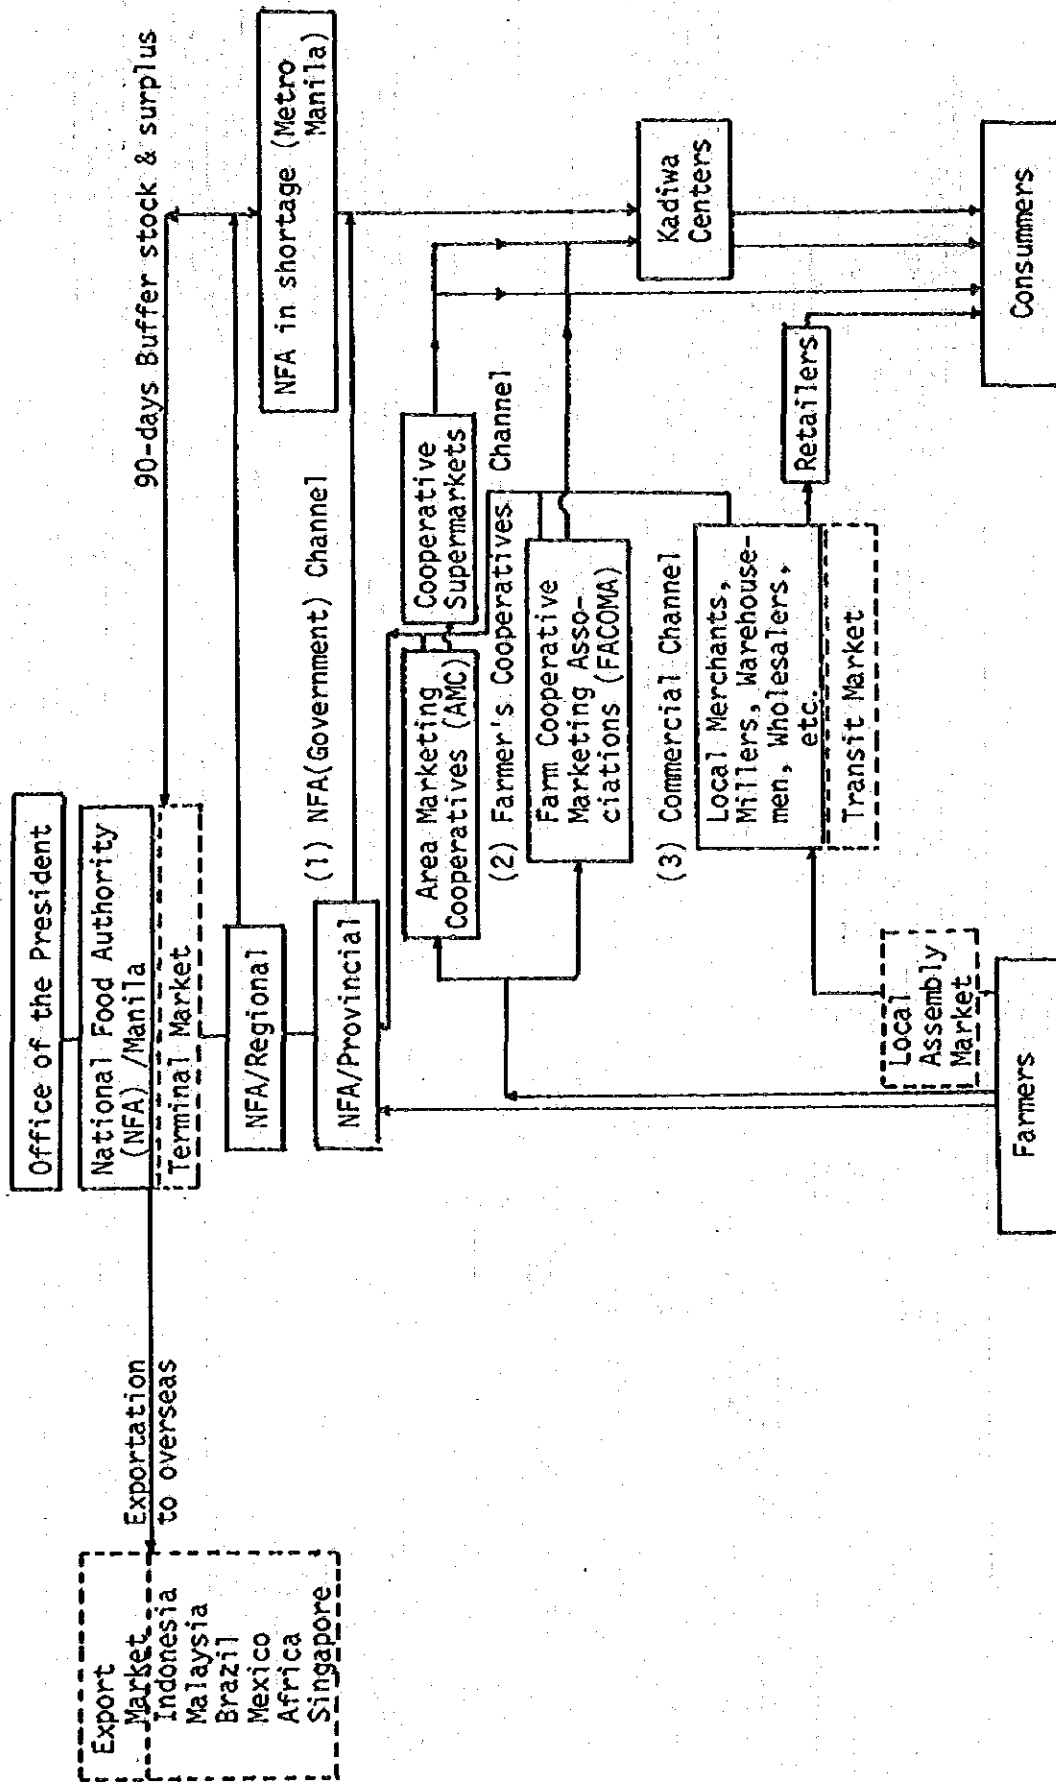 Office of the President
National Food Authority
(NFA) /Manila
Terminal Market
Exportation
to overseas
Export
Market
Indonesia
Malaysia
Brazil
Mexico
Africa
Singapore
90-days Buffer stock & surplus
NFA/Regional
NFA in shortage (Metro
Manila)
(1) NFA(Government) Channel
NFA/Provincial
Area Marketing
Cooperatives (AMC)
Cooperative
Supermarkets
(2) Farmer's Cooperatives Channel
Farm Cooperative
Marketing Asso-
ciations (FACOMA)
Kadiwa
Centers
(3) Commercial Channel
Local Merchants,
Millers, Warehouse-
men, Wholesalers,
etc.
Transit Market
Retailers
Local
Assembly
Market
Farmers
Consummers